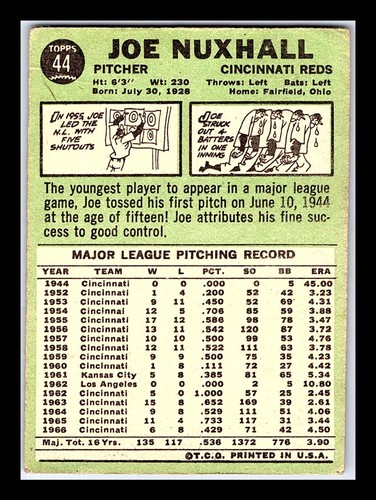 TOPPS
44
JOE NUXHALL
PITCHER CINCINNATI REDS
Ht: 6'3" Wt: 230 Throws: Left Bats: Left
Born: July 30, 1928 Home: Fairfield, Ohio
IN 1955, JOE
LED THE
N.L. WITH
FIVE
SHUTOUTS
JOE
STRUCK
OUT 4
BATTERS
IN ONE
INNING
The youngest player to appear in a major league
game, Joe tossed his first pitch on June 10, 1944
at the age of fifteen! Joe attributes his fine suc-
cess to good control.
MAJOR LEAGUE PITCHING RECORD
YEAR TEAM W L PCT. SO BB ERA
1944 Cincinnati 0 0 .000 0 5 45.00
1952 Cincinnati 1 4 .200 52 42 3.23
1953 Cincinnati 9 11 .450 52 69 4.31
1954 Cincinnai 12 5 .706 85 59 3.88
1955 Cincinnati 17 12 .586 98 78 3.47
1956 Cincinnati 13 11 .542 120 87 3.72
1957 Cincinnati 10 10 .500 99 53 4.76
1958 Cincinnati 12 11 .522 111 63 3.78
1959 Cincinnati 9 9 .500 75 35 4.23
1960 Cincinnati 1 8 .111 72 27 4.42
1961 Kansas City 5 8 .385 81 65 5.34
1962 Los Angeles 0 0 .000 2 5 10.80
1962 Cincinnati 5 0 1.000 57 25 2.45
1963 Cincinnati 15 8 .652 169 39 2.61
1964 Cincinnati 9 8 .529 111 51 4.06
1965 Cincinnati 11 4 .733 117 31 3.44
1966 Cincinnati 6 8 .429 71 42 4.50
Maj. Tot. 16 Yrs. 135 117 .536 1372 776 3.90
©T.C.G. PRINTED IN U.S.A.